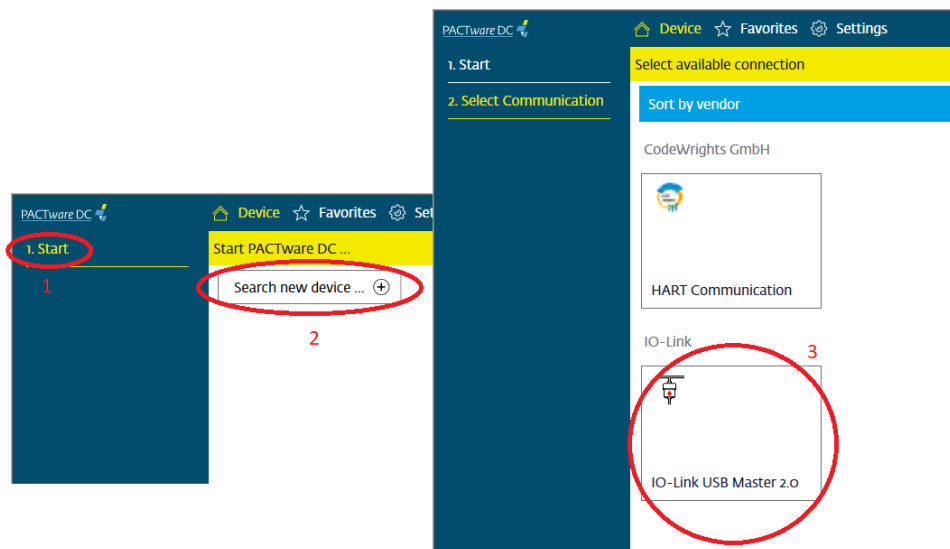 PACTware DC
Device Favorites Settings
1. Start
Select available connection
2. Select Communication
Sort by vendor
CodeWrights GmbH
HART Communication
IO-Link
3
IO-Link USB Master 2.0
PACTware DC
Device Favorites Set
1. Start
Start PACTware DC ...
1
Search new device ...
2